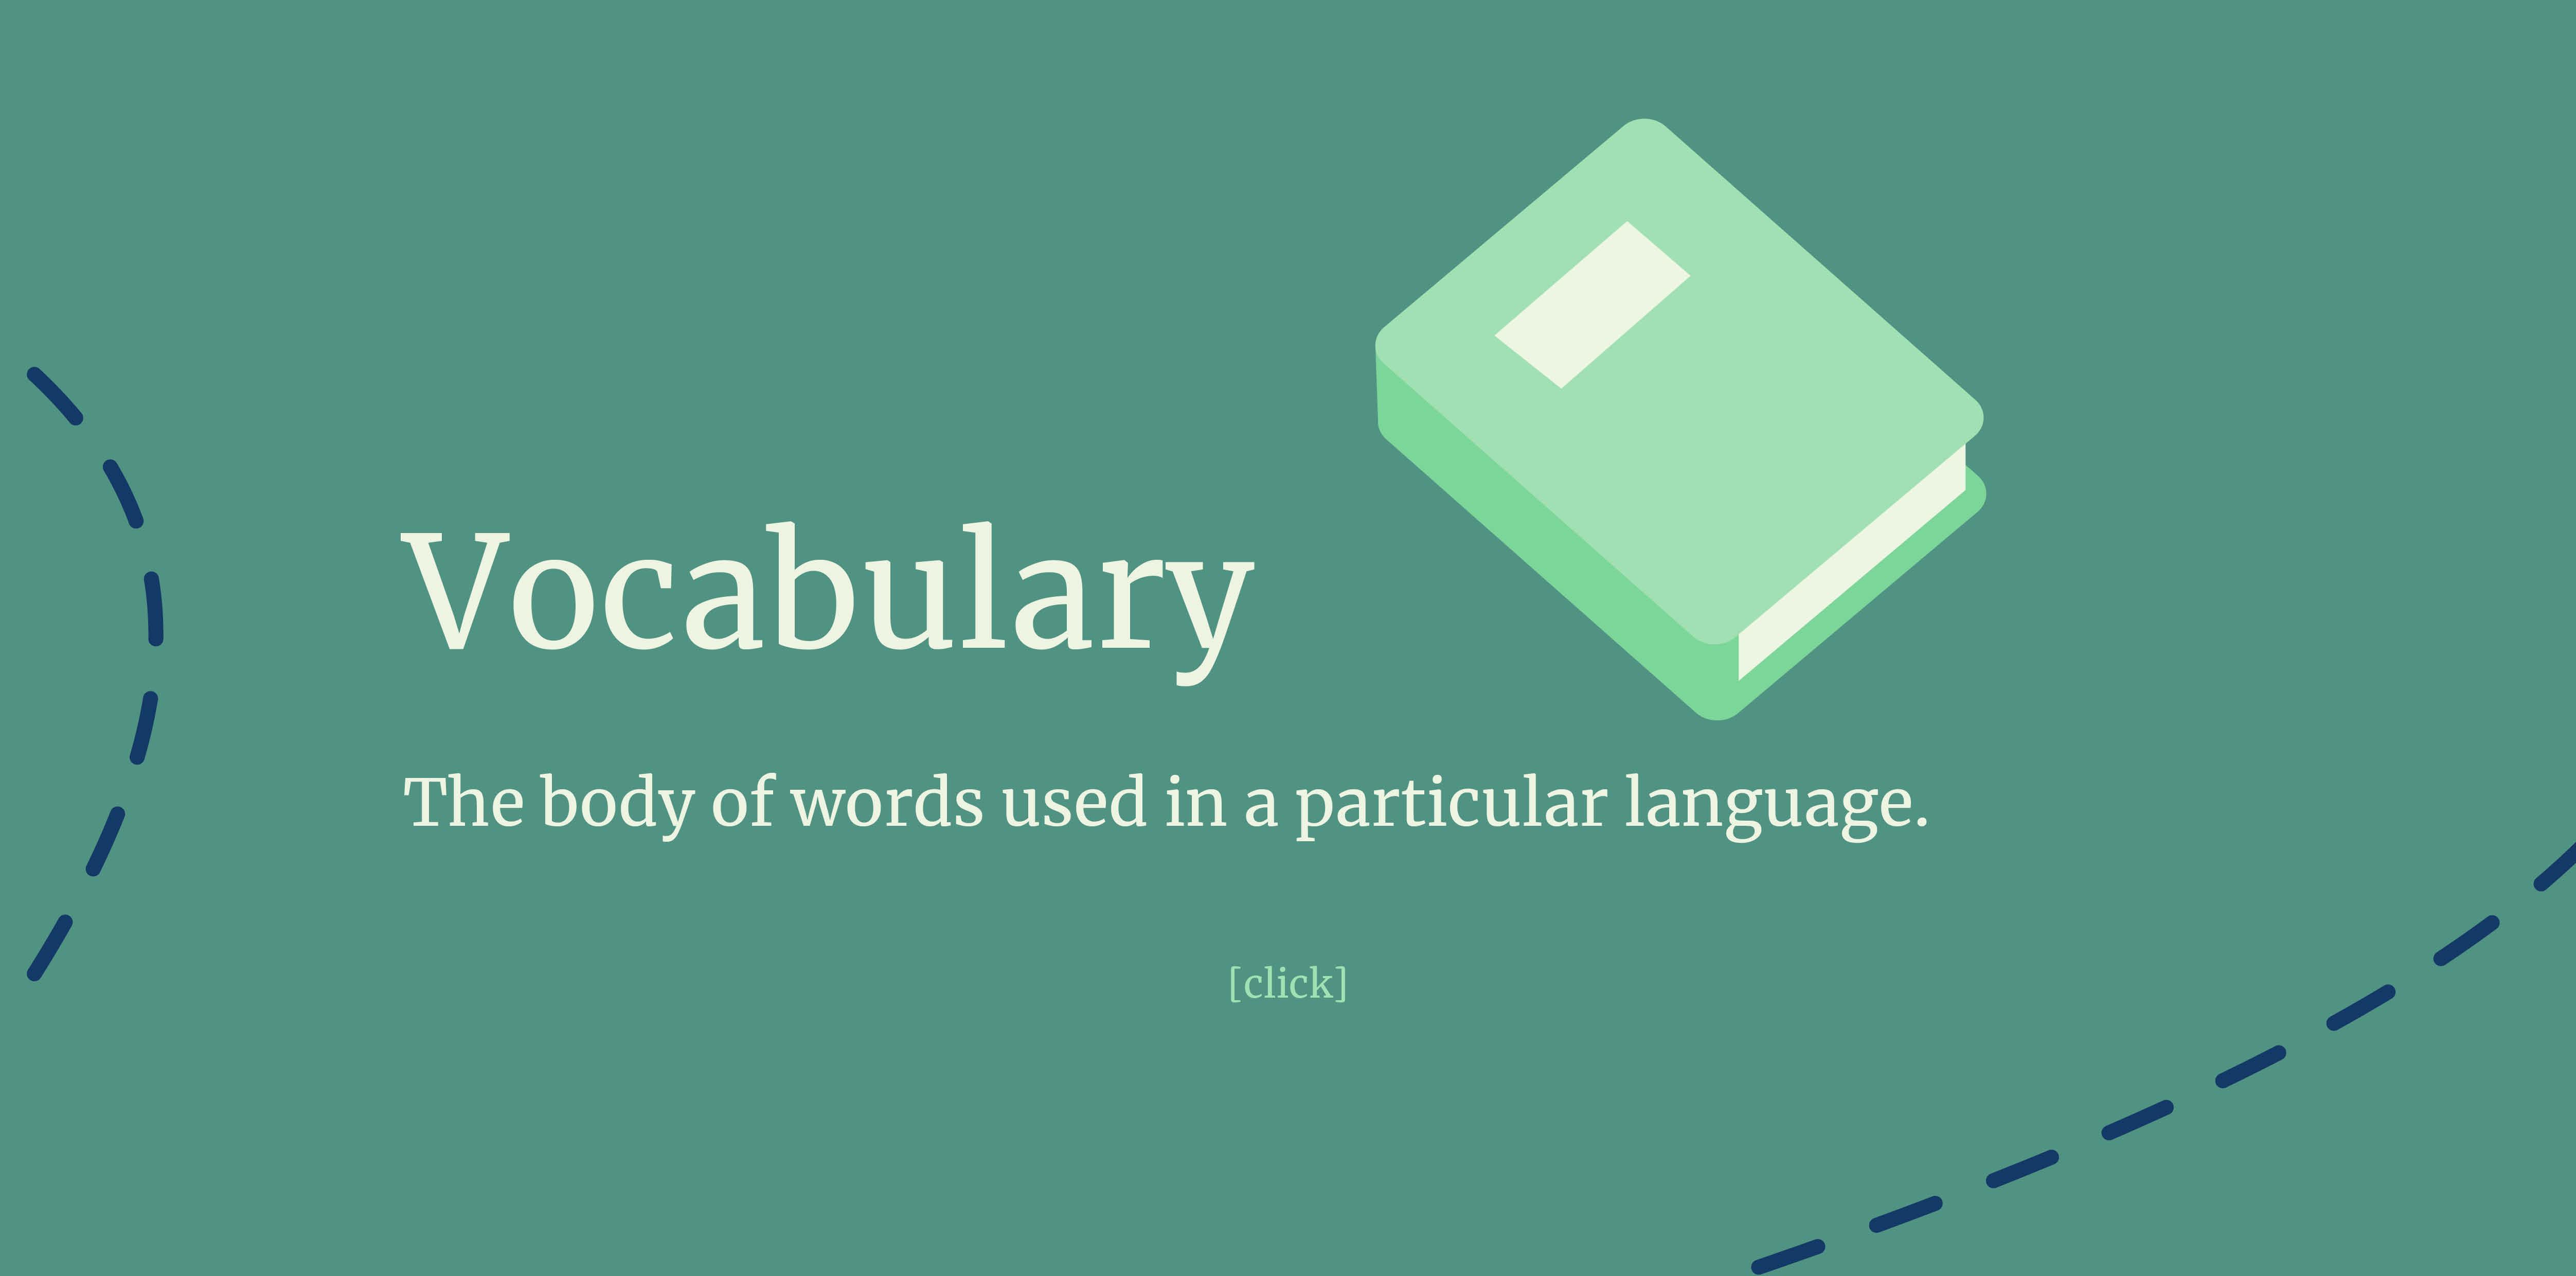 Vocabulary
The body of words used in a particular language.
[click]